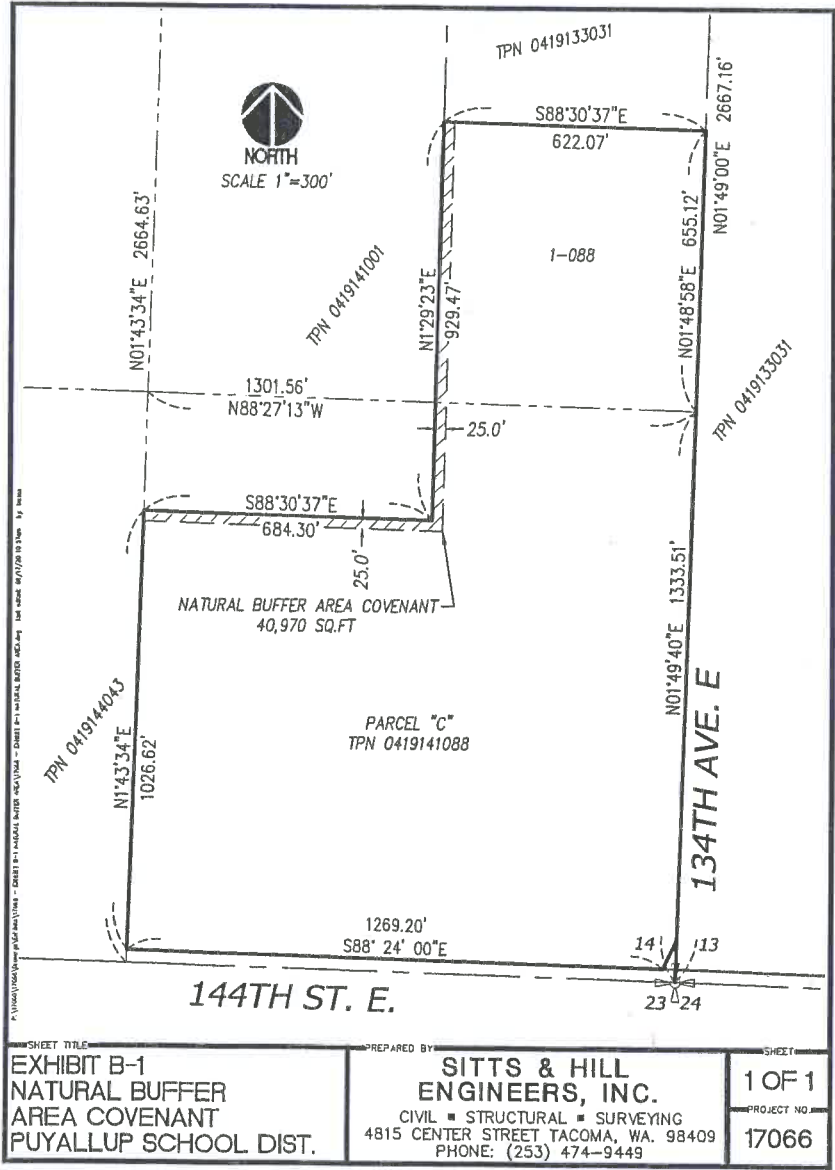 TPN 0419133031
NORTH
SCALE 1"=300'
S88°30'37"E
622.07'
N01°49'00"E 2667.16'
N01°43'34"E 2664.63'
TPN 0419141001
N1°29'23"E
929.47'
1-088
N01°48'58"E 655.12'
TPN 0419133031
1301.56'
N88°27'13"W
25.0'
S88°30'37"E
684.30'
25.0'
NATURAL BUFFER AREA COVENANT
40,970 SQ.FT
N01°49'40"E 1333.51'
TPN 0419144043
N1°43'34"E
1026.62'
PARCEL "C"
TPN 0419141088
134TH AVE. E
1269.20'
S88° 24' 00"E
14
13
23
24
144TH ST. E.
SHEET TITLE
EXHIBIT B-1
NATURAL BUFFER
AREA COVENANT
PUYALLUP SCHOOL DIST.
PREPARED BY
SITTS & HILL
ENGINEERS, INC.
CIVIL ■ STRUCTURAL ■ SURVEYING
4815 CENTER STREET TACOMA, WA. 98409
PHONE: (253) 474-9449
SHEET
1 OF 1
PROJECT NO.
17066